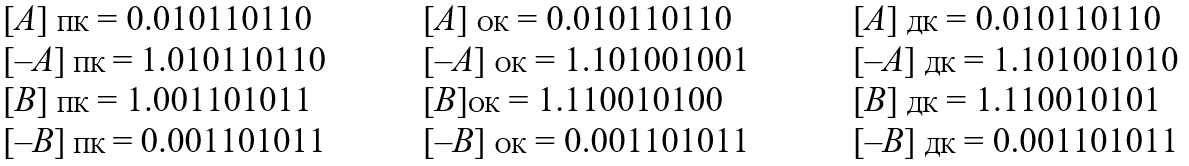 [A] ПК = 0.010110110 [A] ОК = 0.010110110 [A] ДК = 0.010110110
[–A] ПК = 1.010110110 [–A] ОК = 1.101001001 [–A] ДК = 1.101001010
[B] ПК = 1.001101011 [B]ОК = 1.110010100 [B] ДК = 1.110010101
[–B] ПК = 0.001101011 [–B] ОК = 0.001101011 [–B] ДК = 0.001101011